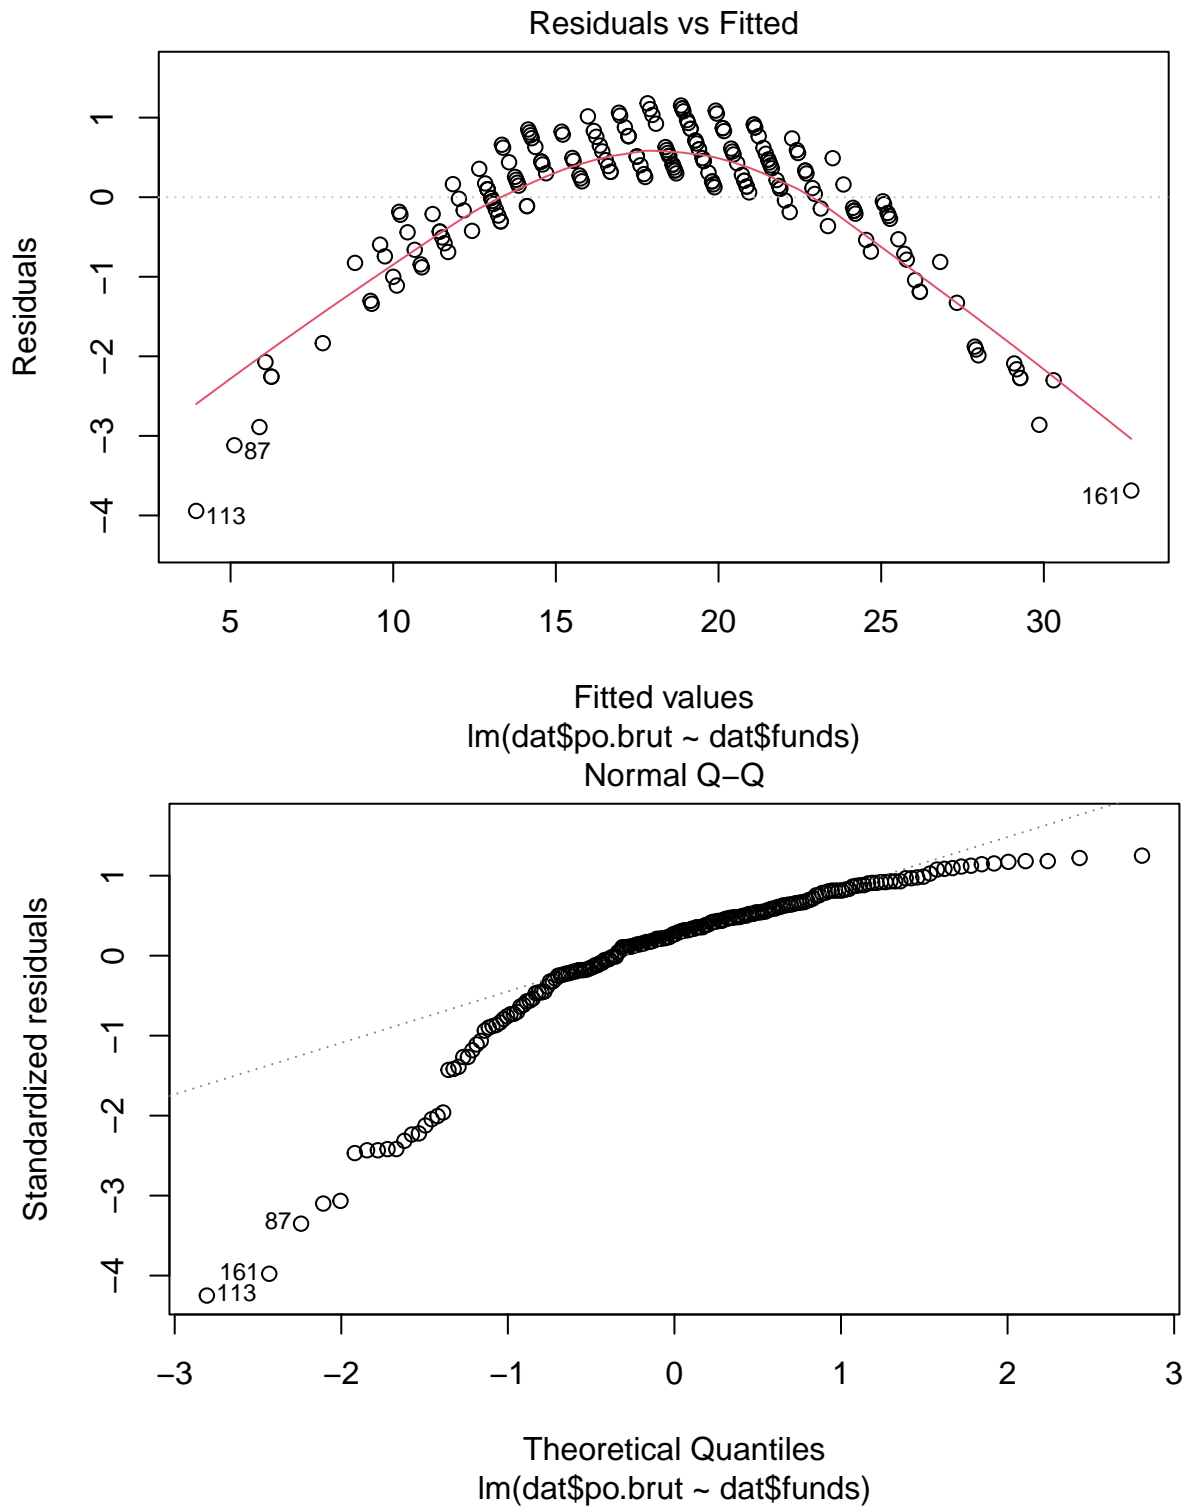 Residuals vs Fitted
Residuals
1
0
−1
−2
−3
−4
87
113
161
5 10 15 20 25 30
Fitted values
lm(dat$po.brut ~ dat$funds)
Normal Q−Q
Standardized residuals
1
0
−1
−2
−3
−4
87
161
113
−3 −2 −1 0 1 2 3
Theoretical Quantiles
lm(dat$po.brut ~ dat$funds)